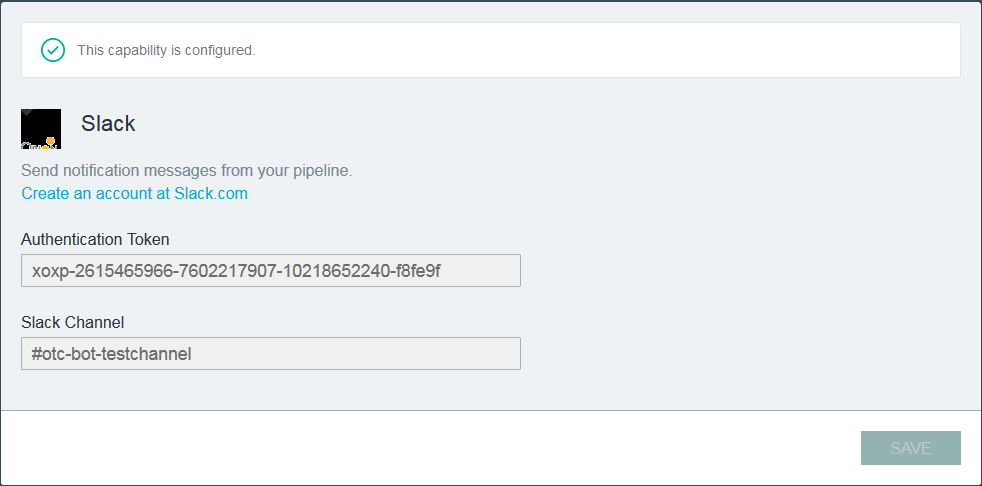 This capability is configured.
Slack
Send notification messages from your pipeline.
Create an account at Slack.com
Authentication Token
xoxp-2615465966-7602217907-10218652240-f8fe9f
Slack Channel
#otc-bot-testchannel
SAVE